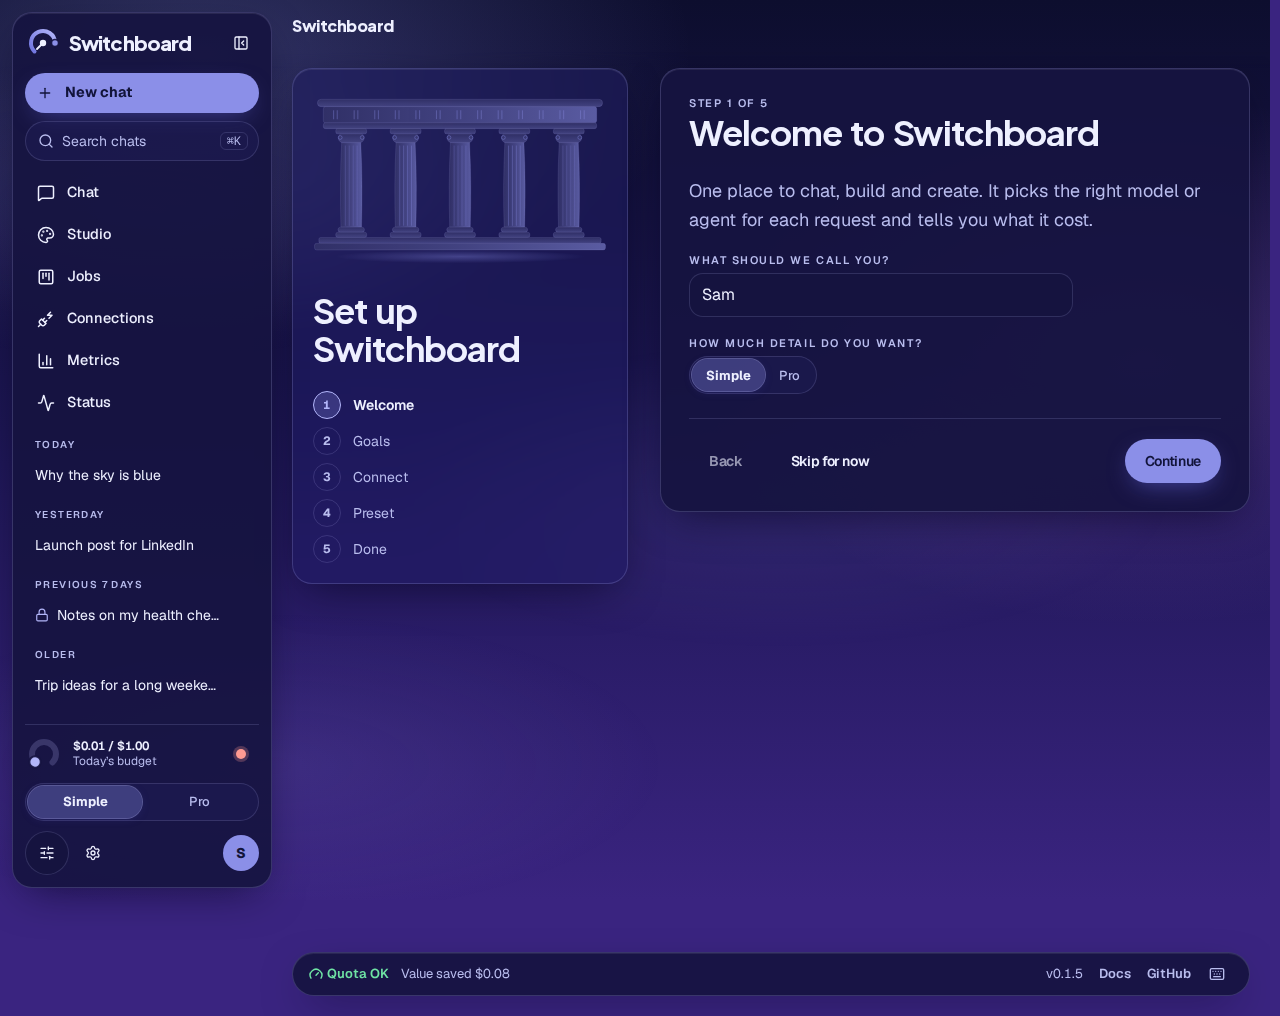 Switchboard
New chat
Search chats
⌘K
Chat
Studio
Jobs
Connections
Metrics
Status
TODAY
Why the sky is blue
YESTERDAY
Launch post for LinkedIn
PREVIOUS 7 DAYS
Notes on my health che…
OLDER
Trip ideas for a long weeke…
$0.01 / $1.00
Today's budget
Simple
Pro
S
Switchboard
Set up
Switchboard
1 Welcome
2 Goals
3 Connect
4 Preset
5 Done
STEP 1 OF 5
Welcome to Switchboard
One place to chat, build and create. It picks the right model or
agent for each request and tells you what it cost.
WHAT SHOULD WE CALL YOU?
Sam
HOW MUCH DETAIL DO YOU WANT?
Simple
Pro
Back
Skip for now
Continue
Quota OK
Value saved $0.08
v0.1.5
Docs
GitHub